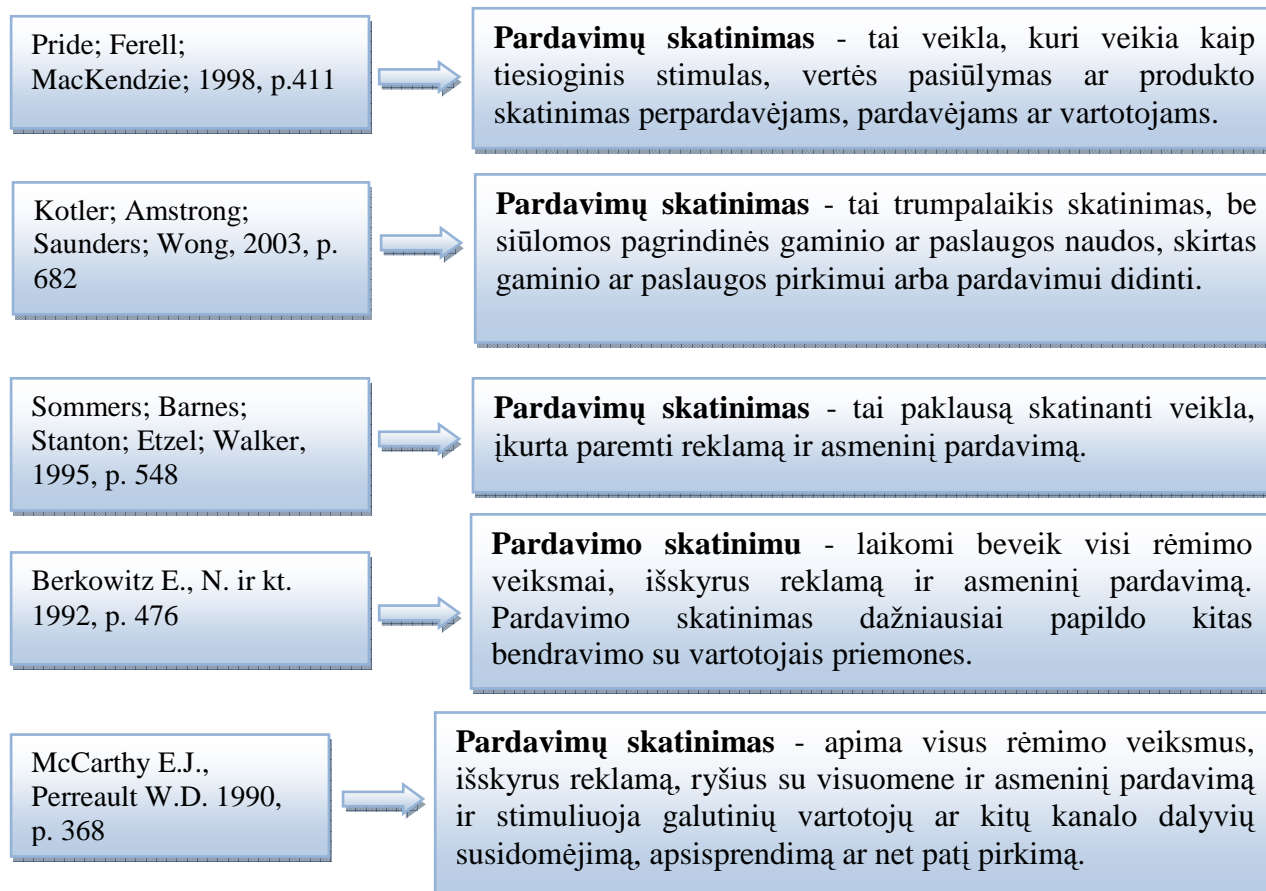 Pride; Ferell;
MacKendzie; 1998, p.411
Pardavimų skatinimas - tai veikla, kuri veikia kaip
tiesioginis stimulas, vertės pasiūlymas ar produkto
skatinimas perpardavėjams, pardavėjams ar vartotojams.
Kotler; Amstrong;
Saunders; Wong, 2003, p.
682
Pardavimų skatinimas - tai trumpalaikis skatinimas, be
siūlomos pagrindinės gaminio ar paslaugos naudos, skirtas
gaminio ar paslaugos pirkimui arba pardavimui didinti.
Sommers; Barnes;
Stanton; Etzel; Walker,
1995, p. 548
Pardavimų skatinimas - tai paklausą skatinanti veikla,
įkurta paremti reklamą ir asmeninį pardavimą.
Berkowitz E., N. ir kt.
1992, p. 476
Pardavimo skatinimu - laikomi beveik visi rėmimo
veiksmai, išskyrus reklamą ir asmeninį pardavimą.
Pardavimo skatinimas dažniausiai papildo kitas
bendravimo su vartotojais priemones.
McCarthy E.J.,
Perreault W.D. 1990,
p. 368
Pardavimų skatinimas - apima visus rėmimo veiksmus,
išskyrus reklamą, ryšius su visuomene ir asmeninį pardavimą
ir stimuliuoja galutinių vartotojų ar kitų kanalo dalyvių
susidomėjimą, apsisprendimą ar net patį pirkimą.